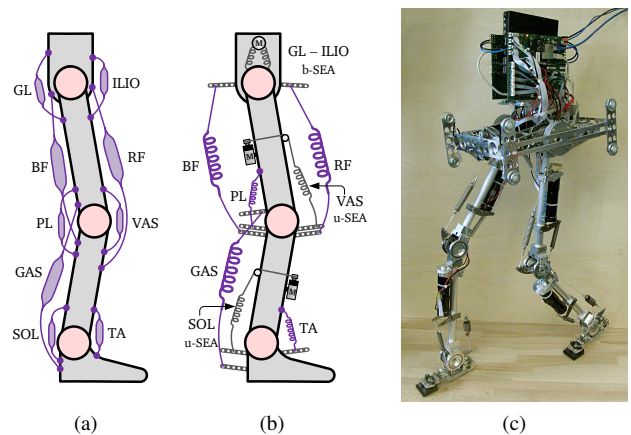 GL
ILIO
BF
RF
PL
VAS
GAS
SOL
TA
(a)
M
GL – ILIO
b-SEA
M
BF
RF
PL
VAS
u-SEA
GAS
M
SOL
u-SEA
TA
(b)
(c)